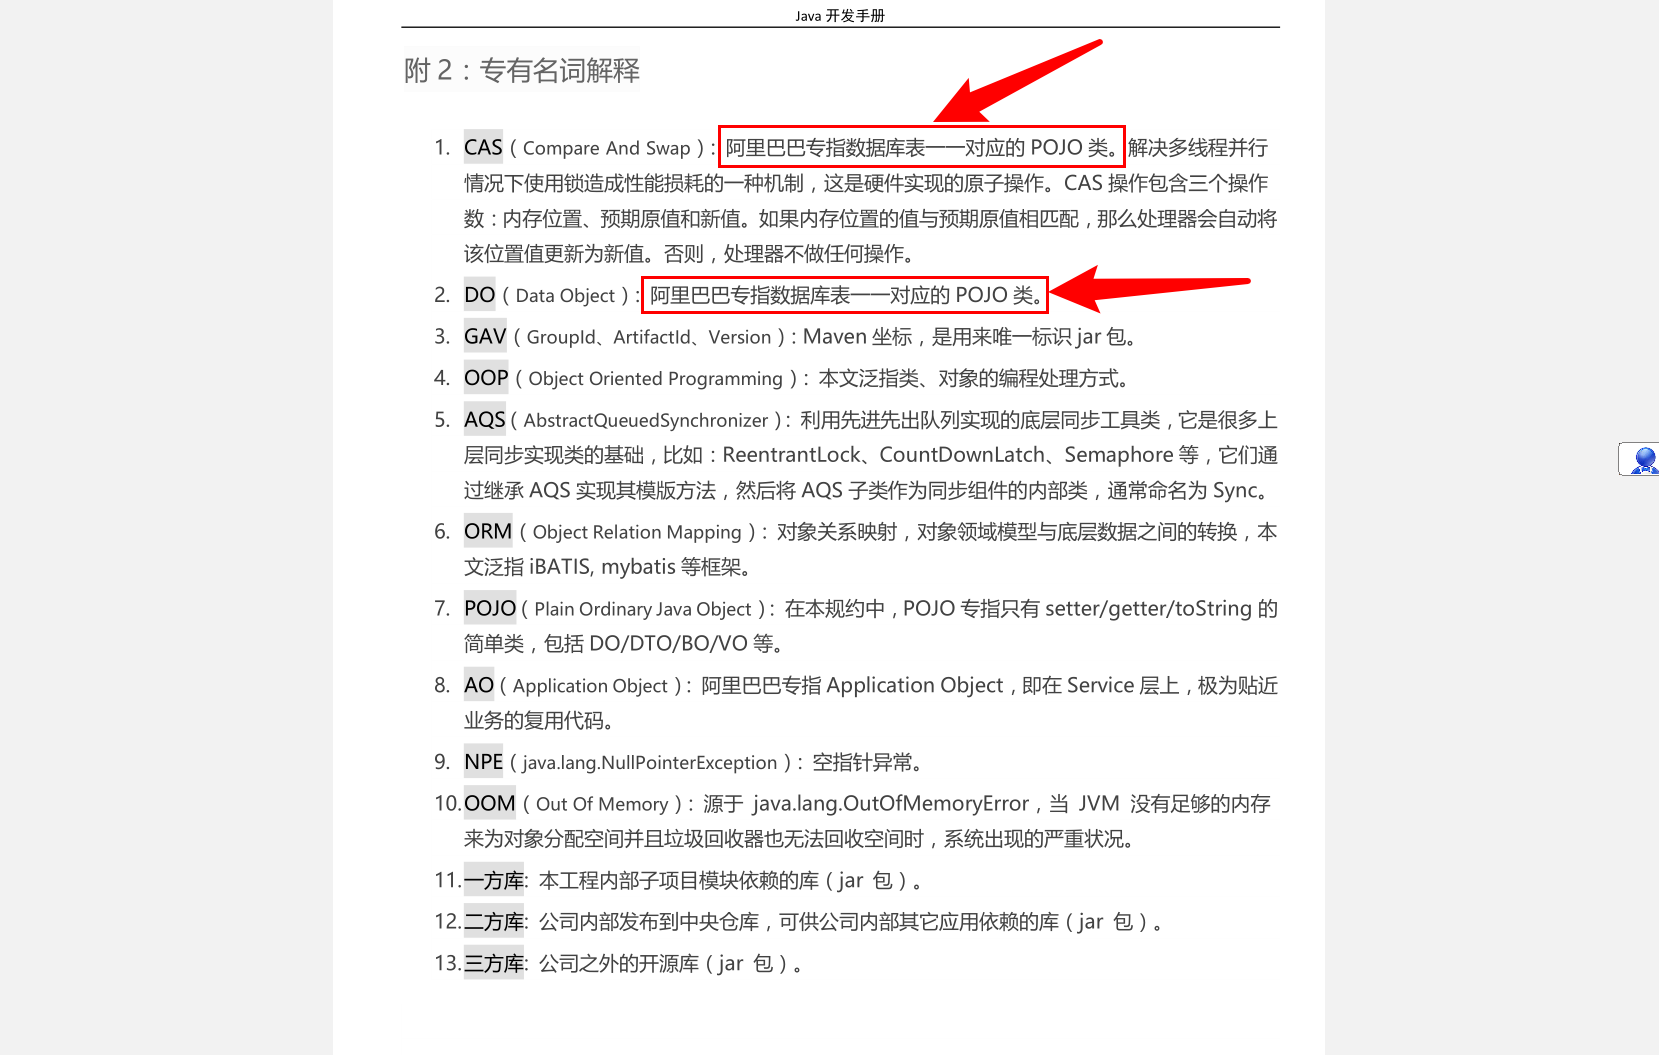 Java 开发手册
附 2：专有名词解释
1. CAS（Compare And Swap）: 阿里巴巴专指数据库表一一对应的 POJO 类。解决多线程并行
情况下使用锁造成性能损耗的一种机制，这是硬件实现的原子操作。CAS 操作包含三个操作
数：内存位置、预期原值和新值。如果内存位置的值与预期原值相匹配，那么处理器会自动将
该位置值更新为新值。否则，处理器不做任何操作。
2. DO（Data Object）: 阿里巴巴专指数据库表一一对应的 POJO 类。
3. GAV（GroupId、ArtifactId、Version）: Maven 坐标，是用来唯一标识 jar 包。
4. OOP（Object Oriented Programming）: 本文泛指类、对象的编程处理方式。
5. AQS（AbstractQueuedSynchronizer）: 利用先进先出队列实现的底层同步工具类，它是很多上
层同步实现类的基础，比如：ReentrantLock、CountDownLatch、Semaphore 等，它们通
过继承 AQS 实现其模版方法，然后将 AQS 子类作为同步组件的内部类，通常命名为 Sync。
6. ORM（Object Relation Mapping）: 对象关系映射，对象领域模型与底层数据之间的转换，本
文泛指 iBATIS, mybatis 等框架。
7. POJO（Plain Ordinary Java Object）: 在本规约中，POJO 专指只有 setter/getter/toString 的
简单类，包括 DO/DTO/BO/VO 等。
8. AO（Application Object）: 阿里巴巴专指 Application Object，即在 Service 层上，极为贴近
业务的复用代码。
9. NPE（java.lang.NullPointerException）: 空指针异常。
10. OOM（Out Of Memory）: 源于 java.lang.OutOfMemoryError，当 JVM 没有足够的内存
来为对象分配空间并且垃圾回收器也无法回收空间时，系统出现的严重状况。
11. 一方库: 本工程内部子项目模块依赖的库（jar 包）。
12. 二方库: 公司内部发布到中央仓库，可供公司内部其它应用依赖的库（jar 包）。
13. 三方库: 公司之外的开源库（jar 包）。